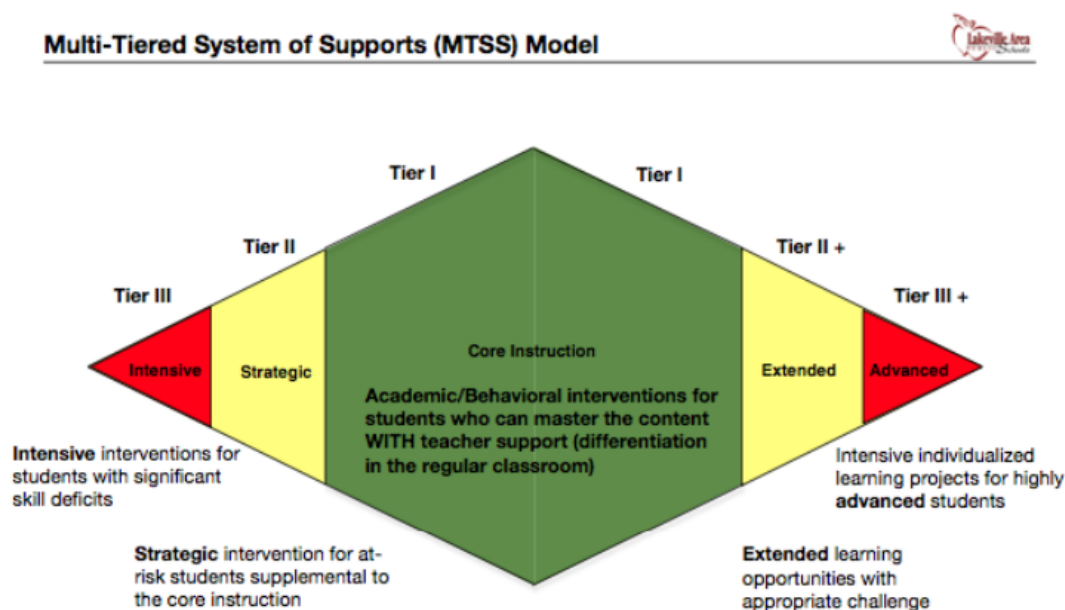 Multi-Tiered System of Supports (MTSS) Model
Lakeville Area
Schools
Tier I
Tier I
Tier II
Tier II +
Tier III
Tier III +
Core Instruction
Intensive
Strategic
Extended
Advanced
Academic/Behavioral interventions for
students who can master the content
WITH teacher support (differentiation
in the regular classroom)
Intensive interventions for
students with significant
skill deficits
Intensive individualized
learning projects for highly
advanced students
Strategic intervention for at-
risk students supplemental to
the core instruction
Extended learning
opportunities with
appropriate challenge